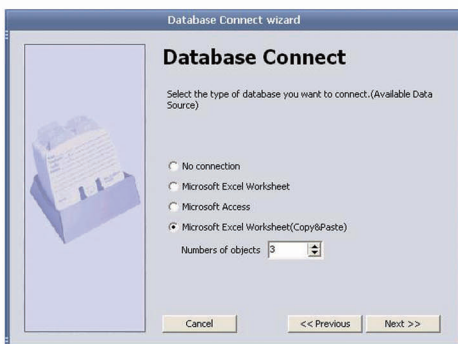 Database Connect wizard
Database Connect
Select the type of database you want to connect.(Available Data
Source)
No connection
Microsoft Excel Worksheet
Microsoft Access
Microsoft Excel Worksheet(Copy&Paste)
Numbers of objects 3
Cancel << Previous Next >>